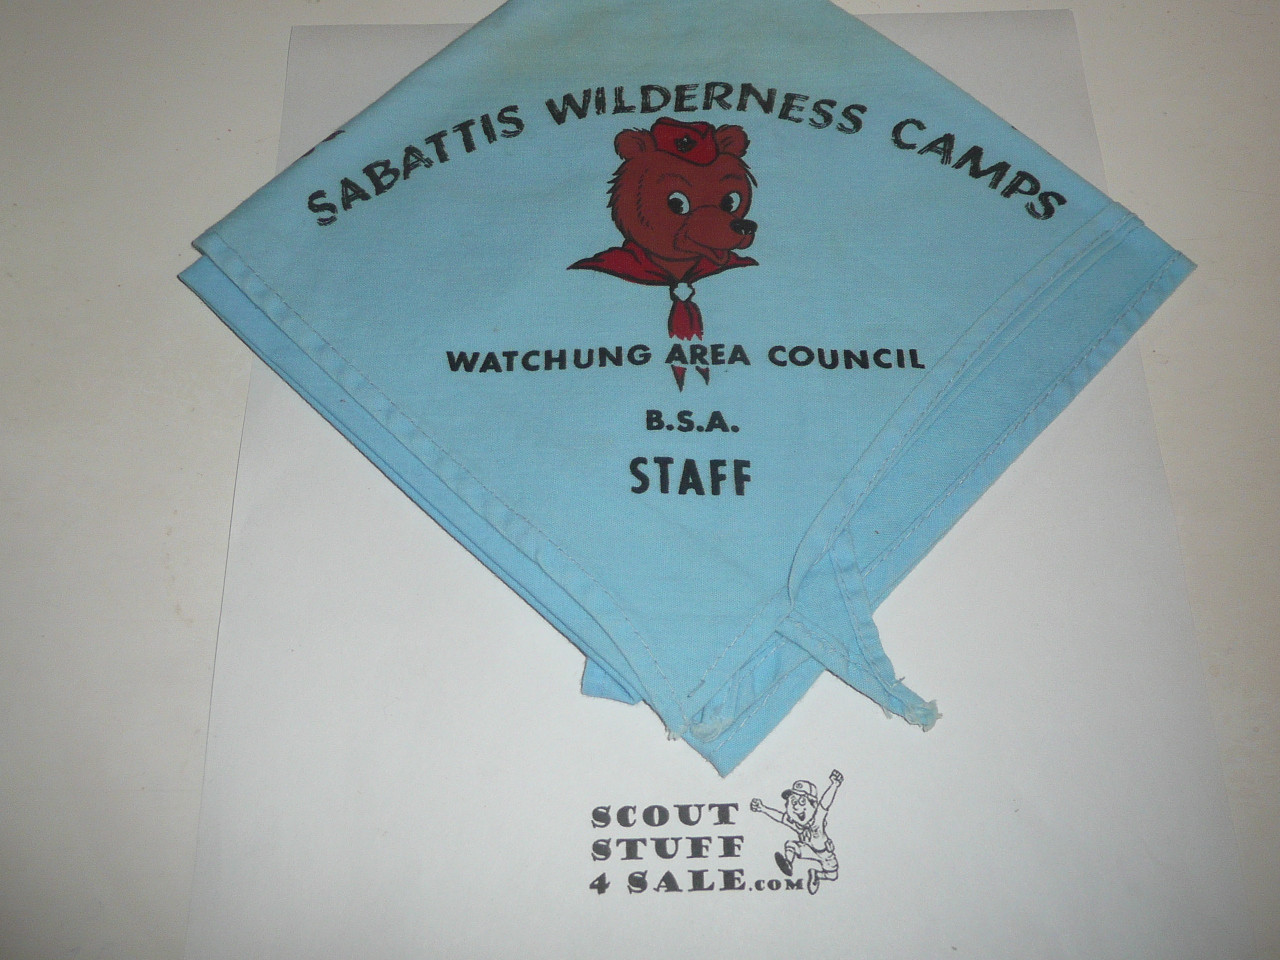 SABATTIS WILDERNESS CAMPS
WATCHUNG AREA COUNCIL
B.S.A.
STAFF
SCOUT
STUFF
4 SALE.COM